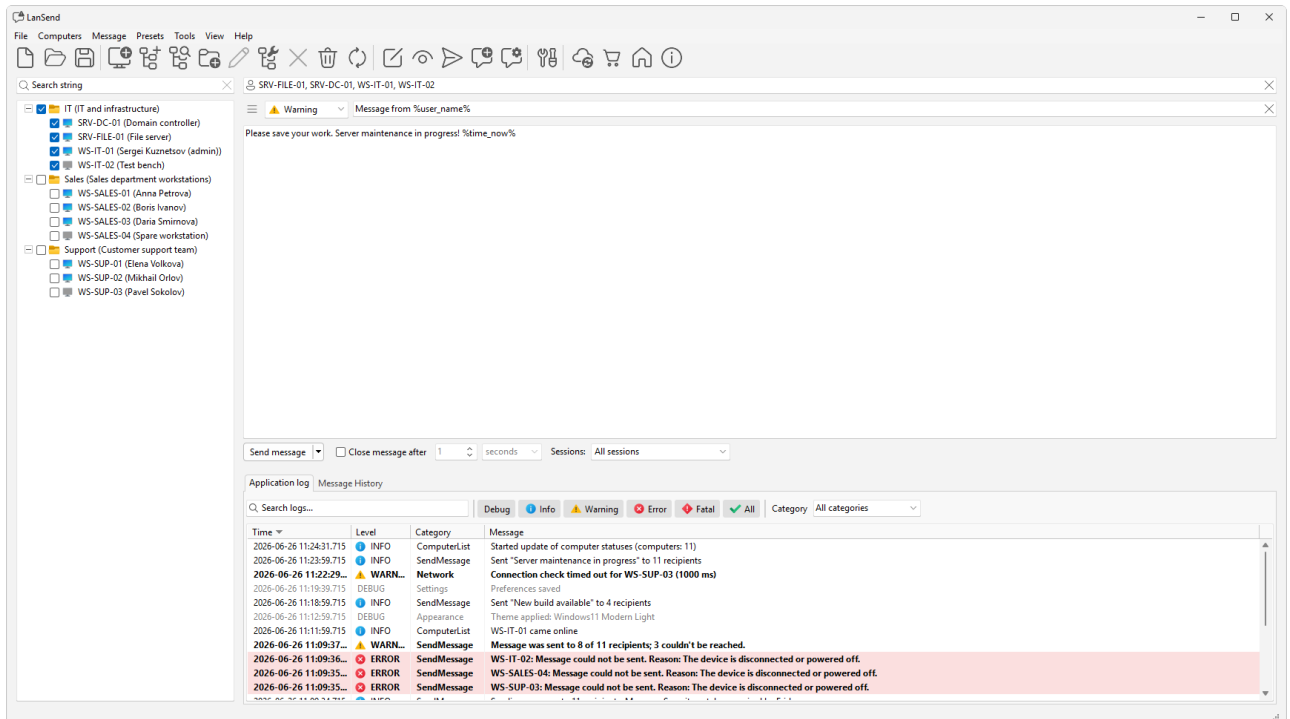 LanSend
File Computers Message Presets Tools View Help
Search string
SRV-FILE-01, SRV-DC-01, WS-IT-01, WS-IT-02
IT (IT and infrastructure)
SRV-DC-01 (Domain controller)
SRV-FILE-01 (File server)
WS-IT-01 (Sergei Kuznetsov (admin))
WS-IT-02 (Test bench)
Sales (Sales department workstations)
WS-SALES-01 (Anna Petrova)
WS-SALES-02 (Boris Ivanov)
WS-SALES-03 (Daria Smirnova)
WS-SALES-04 (Spare workstation)
Support (Customer support team)
WS-SUP-01 (Elena Volkova)
WS-SUP-02 (Mikhail Orlov)
WS-SUP-03 (Pavel Sokolov)
Warning Message from %user_name%
Please save your work. Server maintenance in progress! %time_now%
Send message Close message after 1 seconds Sessions: All sessions
Application log Message History
Search logs... Debug Info Warning Error Fatal All Category All categories
Time Level Category Message
2026-06-26 11:24:31.715 INFO ComputerList Started update of computer statuses (computers: 11)
2026-06-26 11:23:59.715 INFO SendMessage Sent "Server maintenance in progress" to 11 recipients
2026-06-26 11:22:29... WARN... Network Connection check timed out for WS-SUP-03 (1000 ms)
2026-06-26 11:19:39.715 DEBUG Settings Preferences saved
2026-06-26 11:18:59.715 INFO SendMessage Sent "New build available" to 4 recipients
2026-06-26 11:12:59.715 DEBUG Appearance Theme applied: Windows11 Modern Light
2026-06-26 11:11:59.715 INFO ComputerList WS-IT-01 came online
2026-06-26 11:09:37... WARN... SendMessage Message was sent to 8 of 11 recipients; 3 couldn't be reached.
2026-06-26 11:09:36... ERROR SendMessage WS-IT-02: Message could not be sent. Reason: The device is disconnected or powered off.
2026-06-26 11:09:35... ERROR SendMessage WS-SALES-04: Message could not be sent. Reason: The device is disconnected or powered off.
2026-06-26 11:09:35... ERROR SendMessage WS-SUP-03: Message could not be sent. Reason: The device is disconnected or powered off.